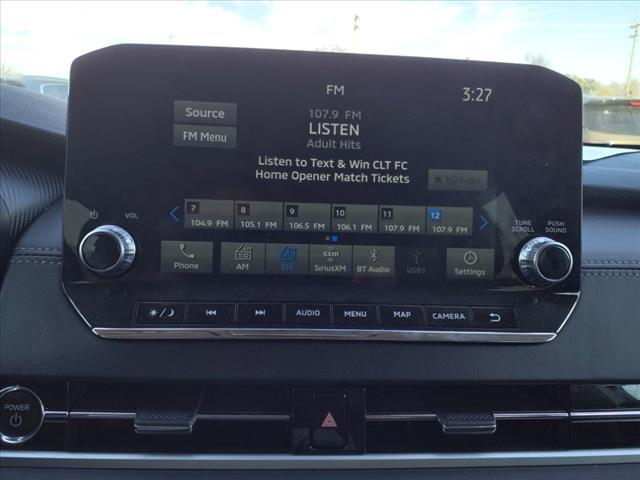 FM
3:27
Source
107.9 FM
LISTEN
FM Menu
Adult Hits
Listen to Text & Win CLT FC
Home Opener Match Tickets
HD Radio
7 8 9 10 11 12
104.9 FM 105.1 FM 106.5 FM 106.1 FM 107.9 FM 107.9 FM
VOL
TUNE SCROLL
PUSH SOUND
Phone AM FM SiriusXM BT Audio USB1 Settings
sxm
AUDIO MENU MAP CAMERA
POWER